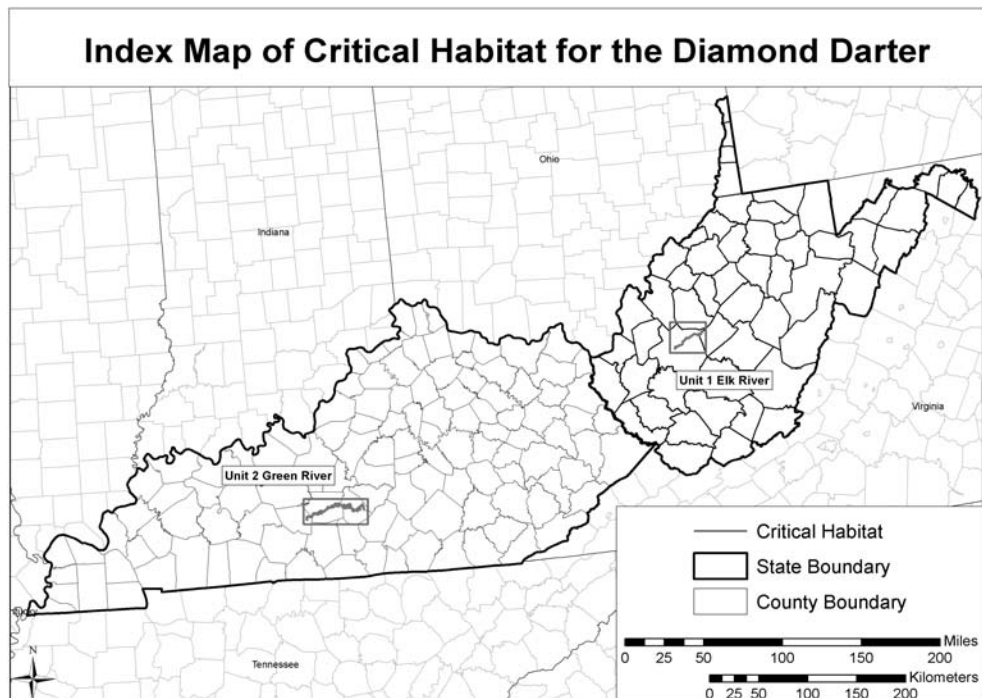 Index Map of Critical Habitat for the Diamond Darter
Ohio
Indiana
Unit 1 Elk River
Virginia
Unit 2 Green River
Critical Habitat
State Boundary
County Boundary
Miles
0 25 50 100 150 200
Kilometers
0 25 50 100 150 200
N
Tennessee